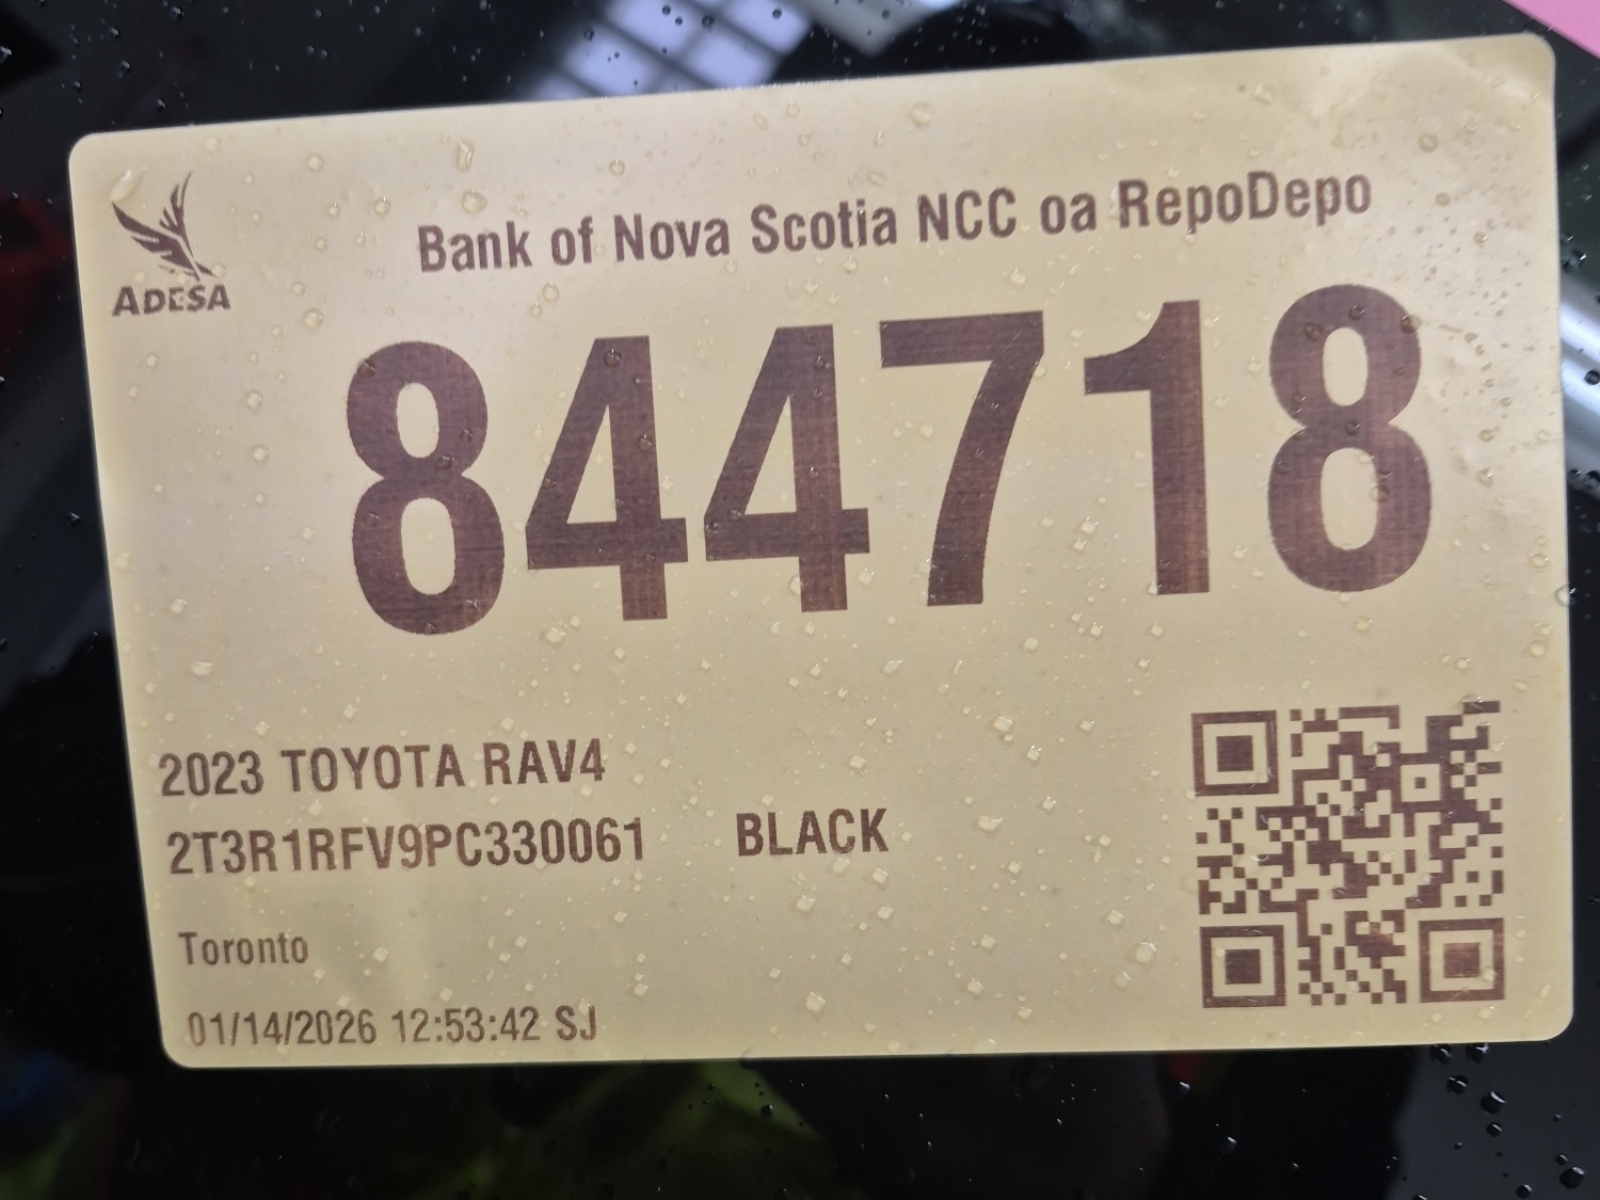 ADESA
Bank of Nova Scotia NCC oa RepoDepo
844718
2023 TOYOTA RAV4
2T3R1RFV9PC330061 BLACK
Toronto
01/14/2026 12:53:42 SJ